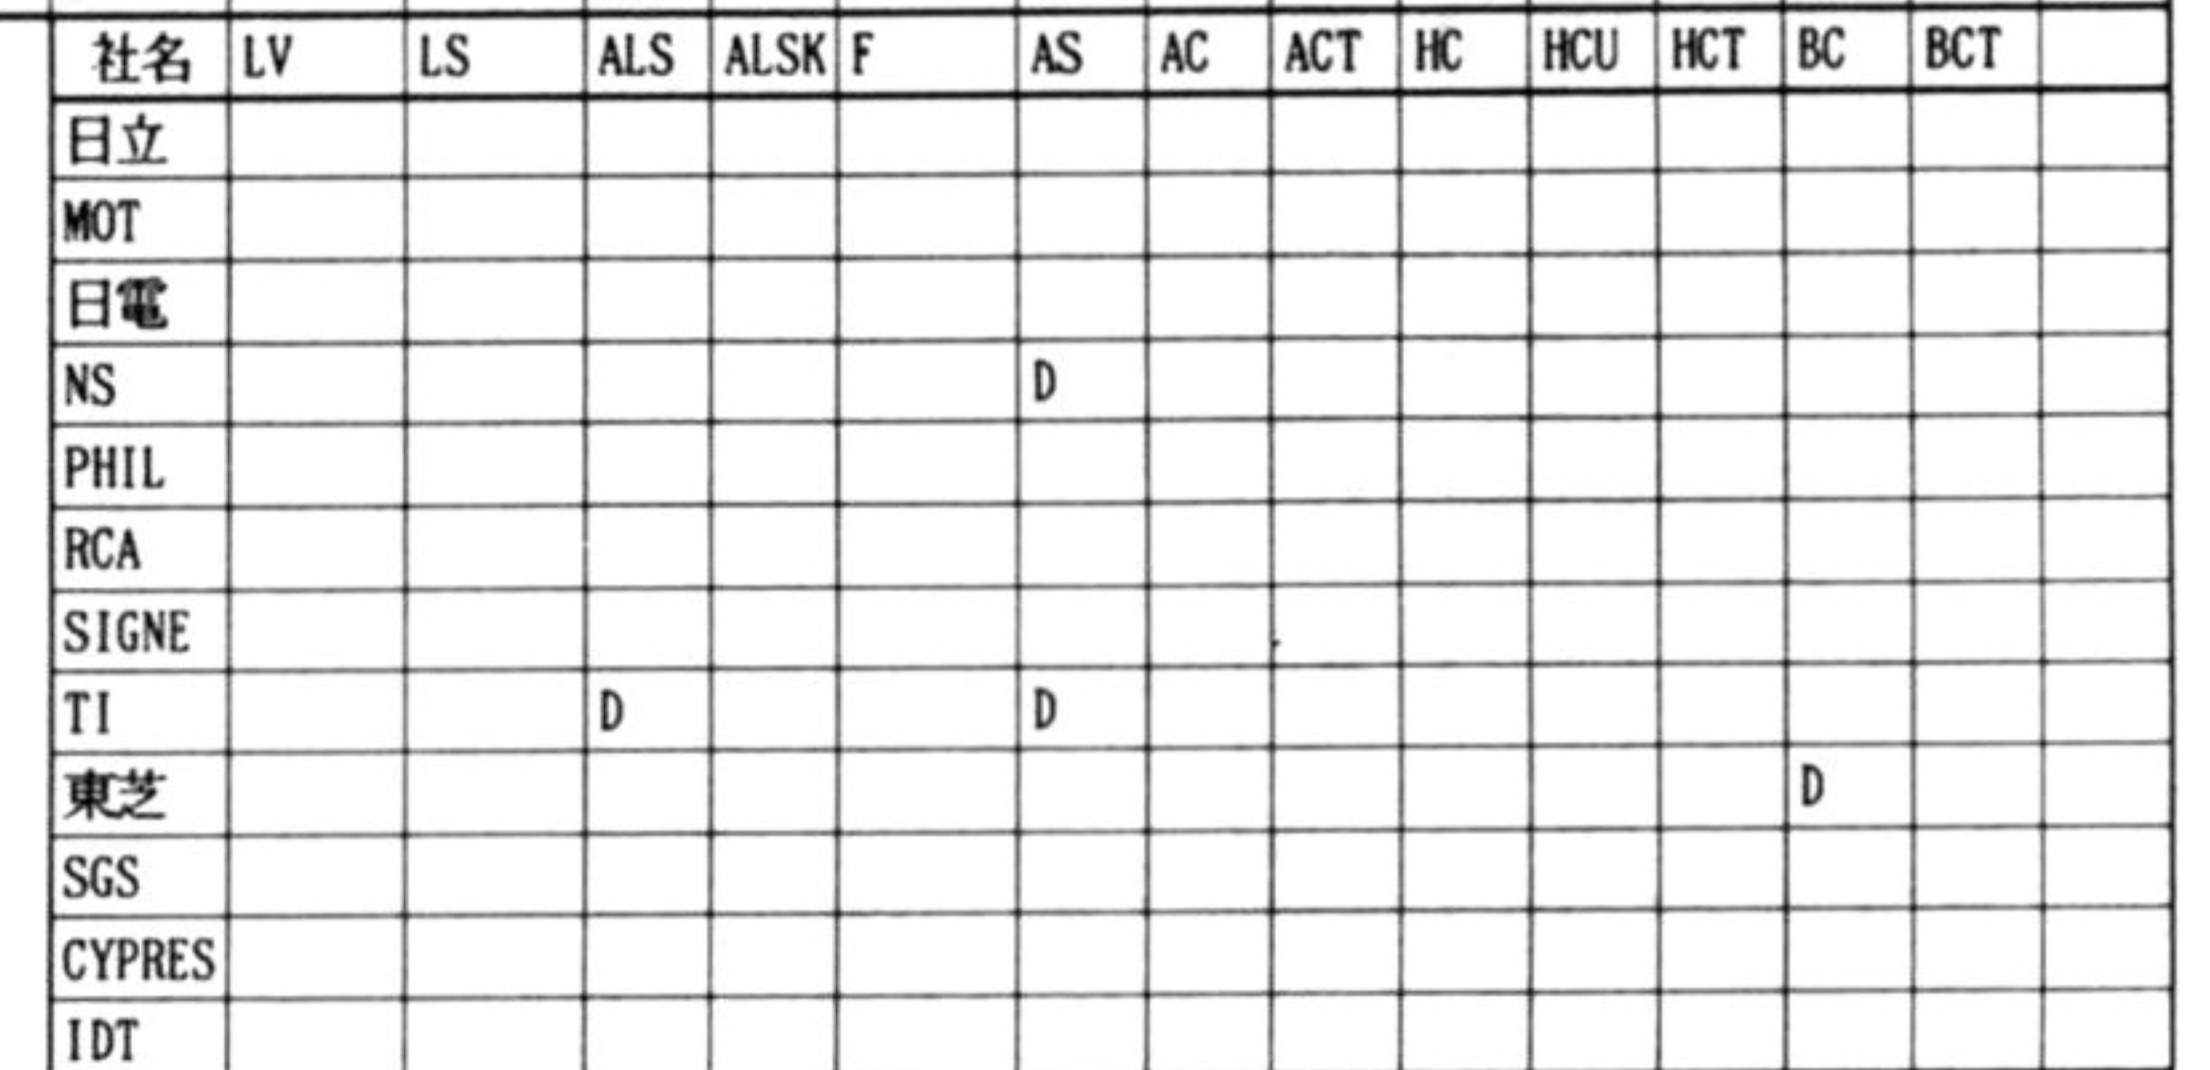 社名 LV LS ALS ALSK F AS AC ACT HC HCU HCT BC BCT
日立
MOT
日電
NS D
PHIL
RCA
SIGNE
TI D D
東芝 D
SGS
CYPRES
IDT